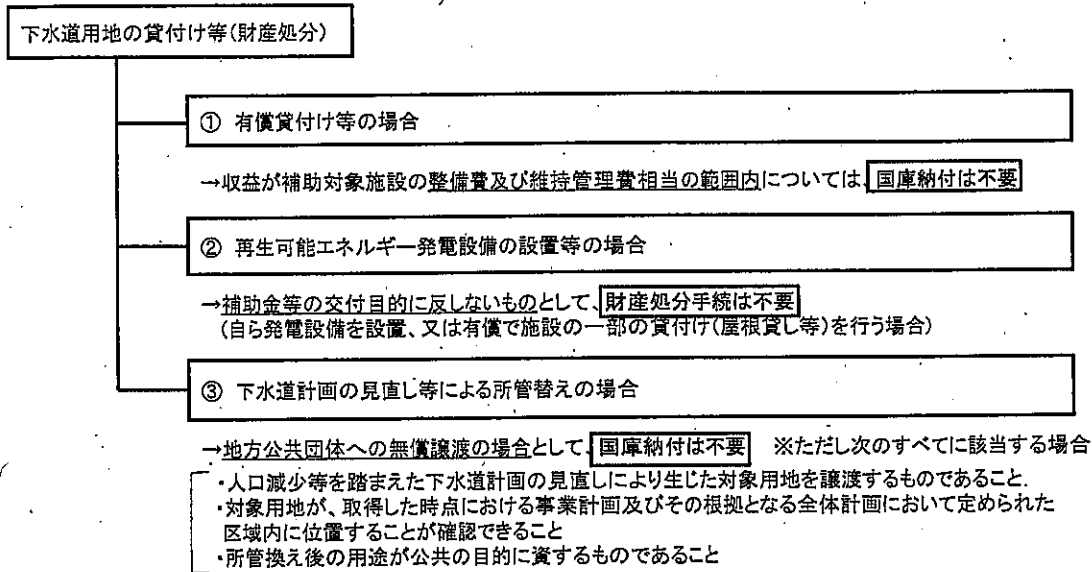 下水道用地の貸付け等(財産処分)
① 有償貸付け等の場合
→収益が補助対象施設の整備費及び維持管理費相当の範囲内については、国庫納付は不要
② 再生可能エネルギー発電設備の設置等の場合
→補助金等の交付目的に反しないものとして、財産処分手続は不要
(自ら発電設備を設置、又は有償で施設の一部の貸付け(屋根貸し等)を行う場合)
③ 下水道計画の見直し等による所管替えの場合
→地方公共団体への無償譲渡の場合として、国庫納付は不要 ※ただし次のすべてに該当する場合
・人口減少等を踏まえた下水道計画の見直しにより生じた対象用地を譲渡するものであること.
・対象用地が、取得した時点における事業計画及びその根拠となる全体計画において定められた
区域内に位置することが確認できること
・所管換え後の用途が公共の目的に資するものであること